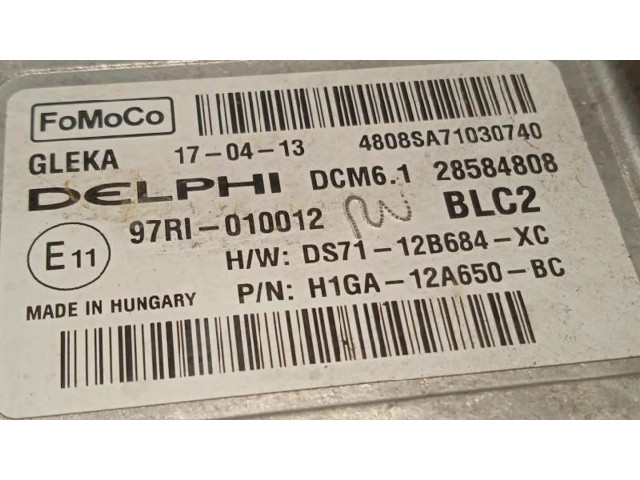 FoMoCo
GLEKA 17-04-13 4808SA71030740
DELPHI DCM6.1 28584808
97RI-010012 BLC2
E11 H/W: DS71-12B684-XC
MADE IN HUNGARY P/N: H1GA-12A650-BC